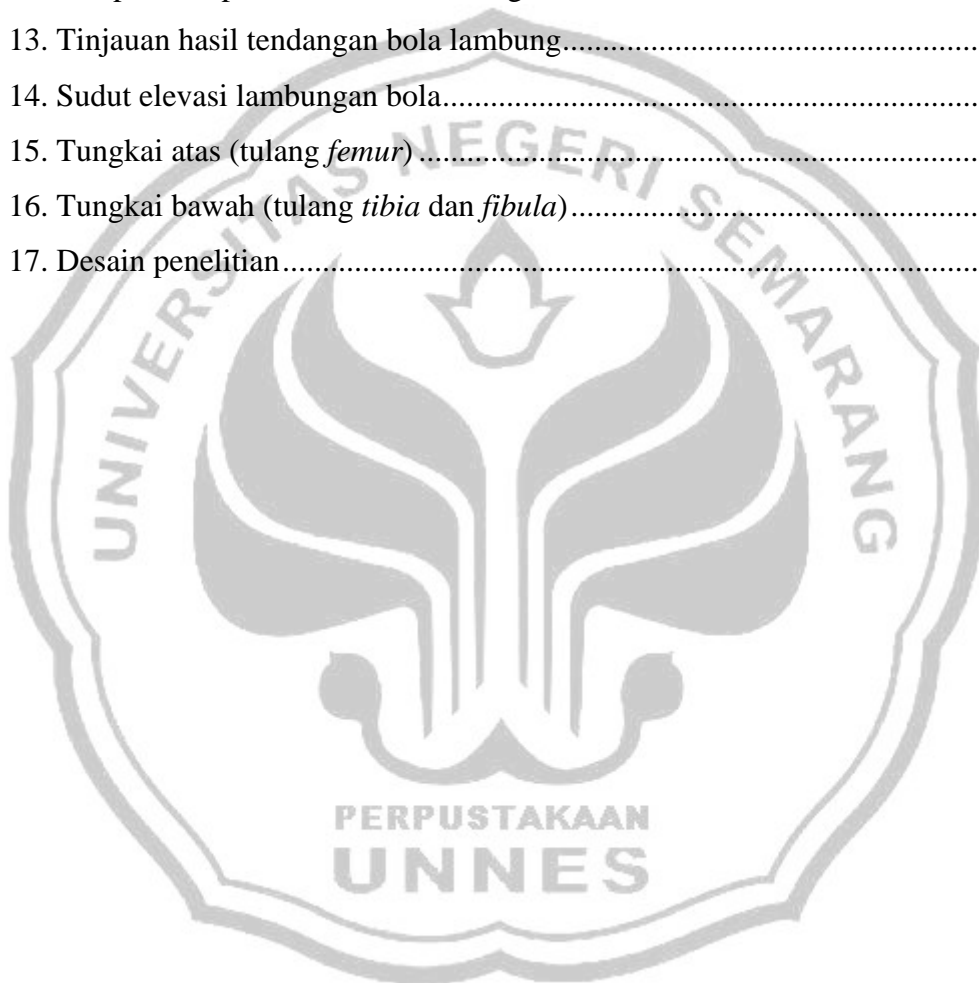 13. Tinjauan hasil tendangan bola lambung................................................
14. Sudut elevasi lambungan bola................................................................
15. Tungkai atas (tulang femur)...................................................................
16. Tungkai bawah (tulang tibia dan fibula)................................................
17. Desain penelitian....................................................................................
UNIVERSITAS NEGERI SEMARANG
PERPUSTAKAAN
UNNES